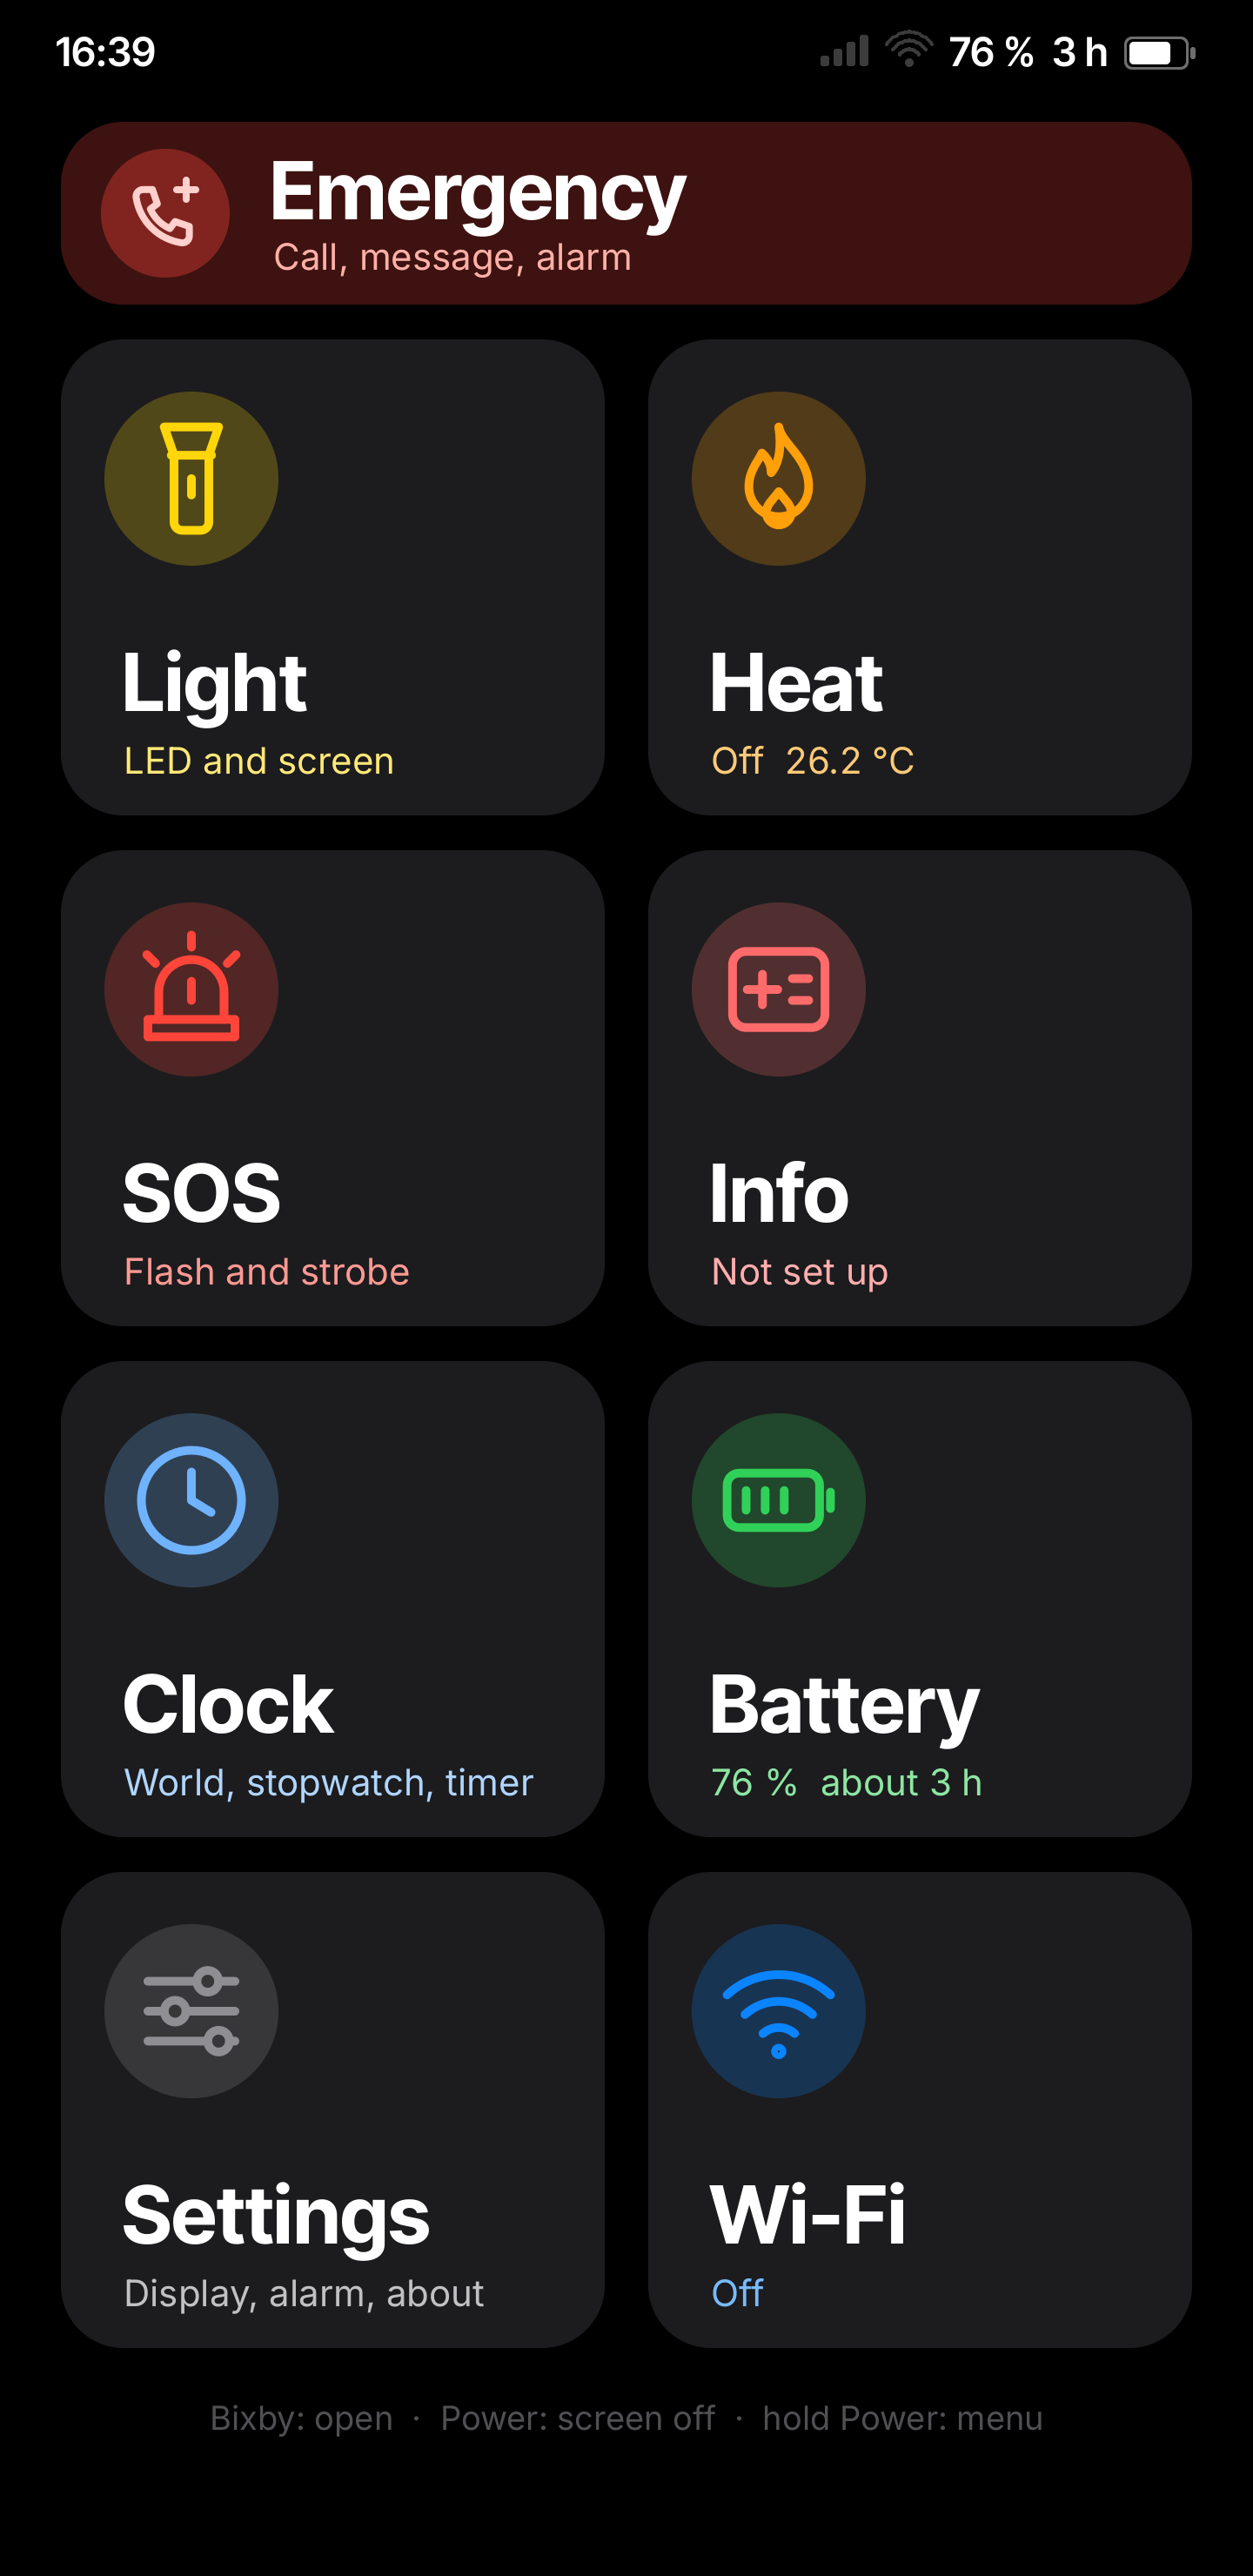 16:39
76 % 3 h
Emergency
Call, message, alarm
Light
LED and screen
Heat
Off 26.2 °C
SOS
Flash and strobe
Info
Not set up
Clock
World, stopwatch, timer
Battery
76 % about 3 h
Settings
Display, alarm, about
Wi-Fi
Off
Bixby: open · Power: screen off · hold Power: menu